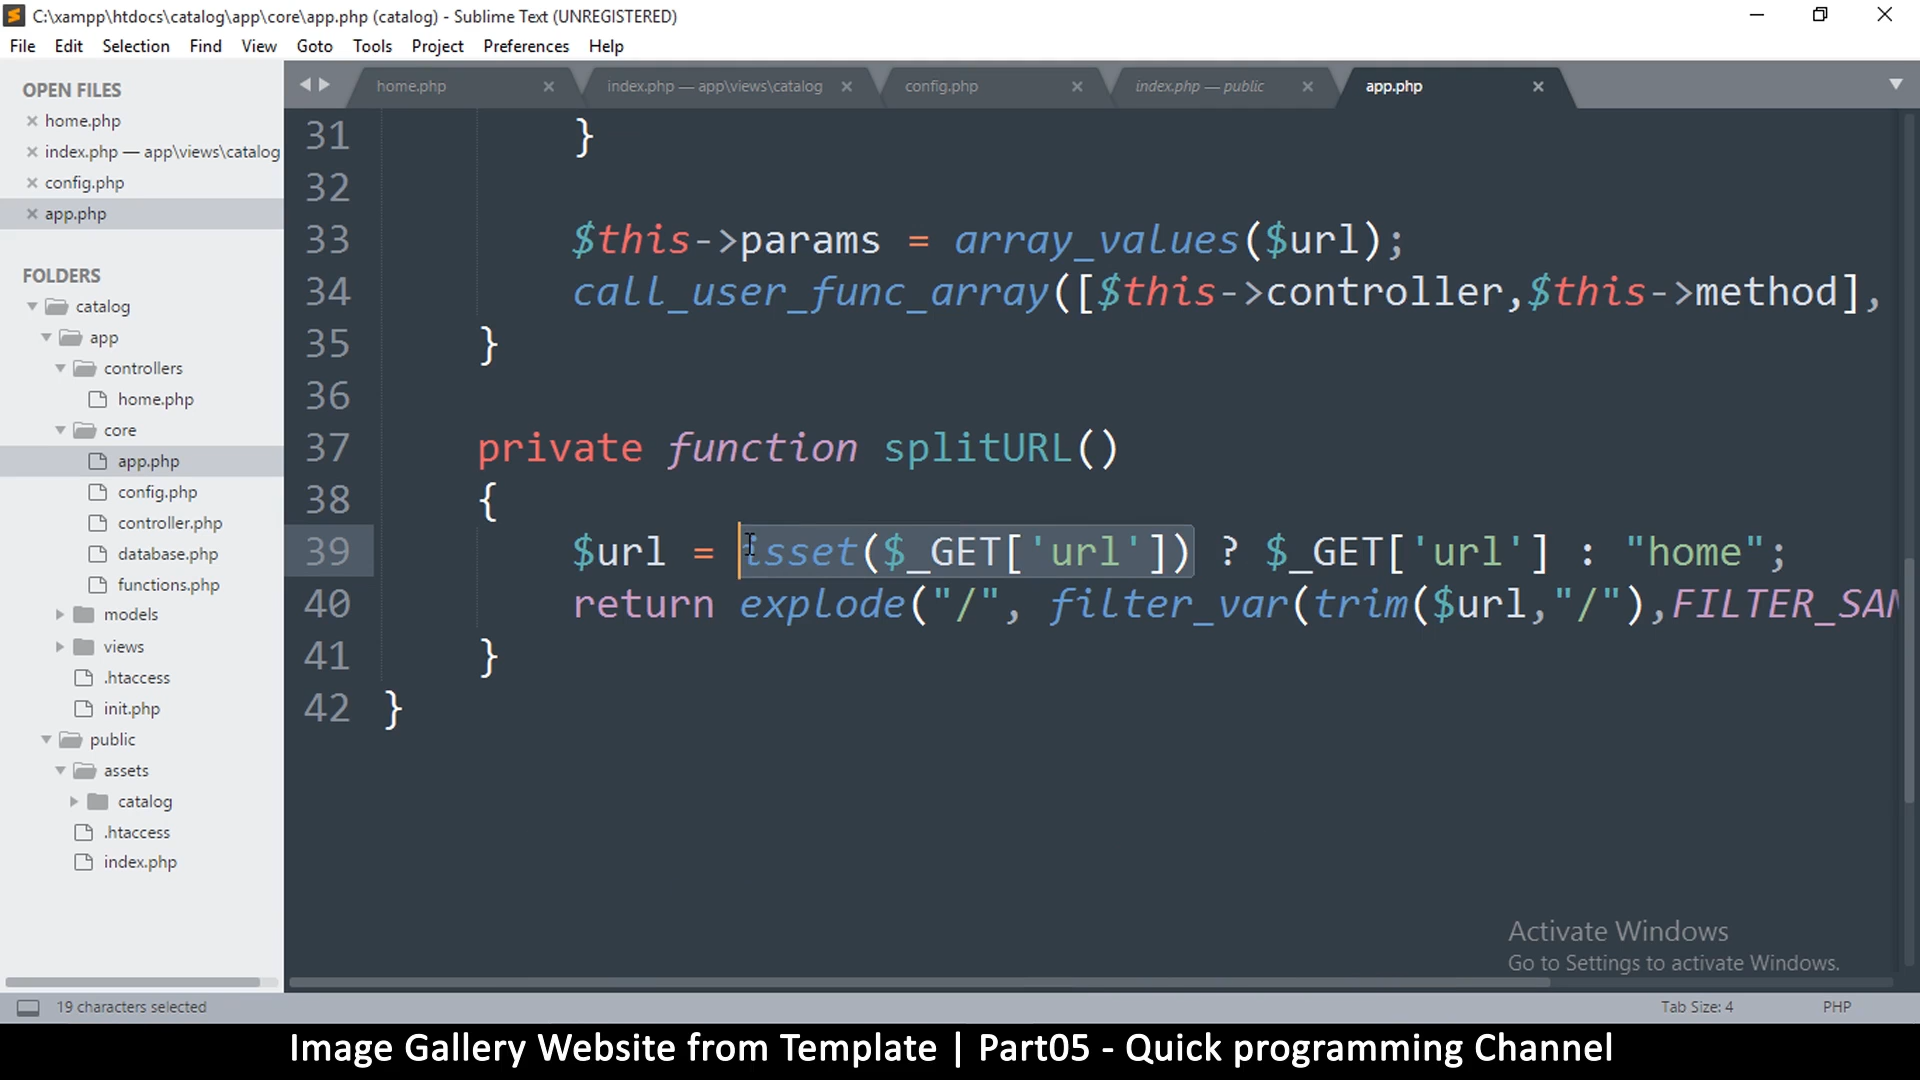 C:\xampp\htdocs\catalog\app\core\app.php (catalog) - Sublime Text (UNREGISTERED)
File Edit Selection Find View Goto Tools Project Preferences Help
OPEN FILES
home.php
index.php — app\views\catalog
config.php
app.php
FOLDERS
catalog
app
controllers
home.php
core
app.php
config.php
controller.php
database.php
functions.php
models
views
.htaccess
init.php
public
assets
catalog
.htaccess
index.php
home.php index.php — app\views\catalog config.php index.php — public app.php
31 }
32
33 $this->params = array_values($url);
34 call_user_func_array([$this->controller,$this->method],
35 }
36
37 private function splitURL()
38 {
39 $url = isset($_GET['url']) ? $_GET['url'] : "home";
40 return explode("/", filter_var(trim($url,"/"),FILTER_SAN
41 }
42 }
Activate Windows
Go to Settings to activate Windows.
19 characters selected Tab Size: 4 PHP
Image Gallery Website from Template | Part05 - Quick programming Channel